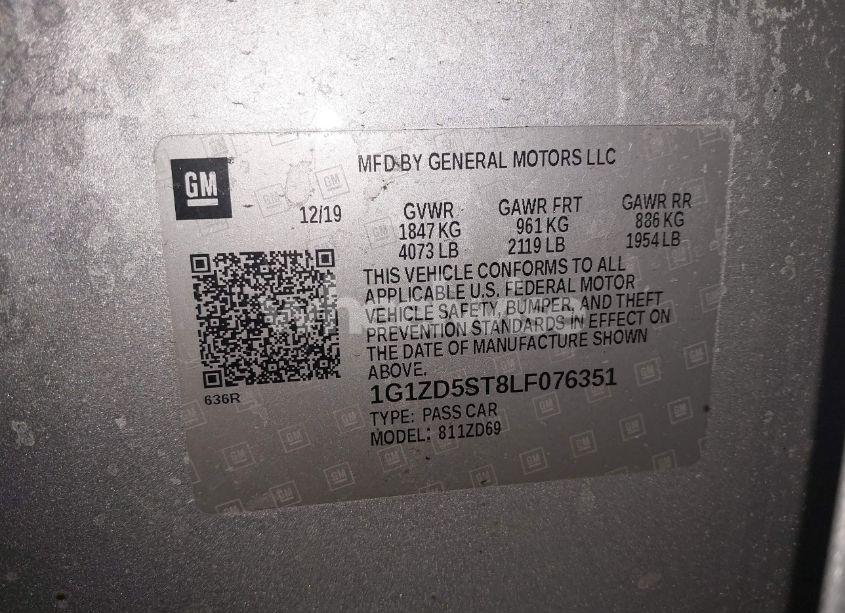 GM
MFD BY GENERAL MOTORS LLC
12/19
GVWR GAWR FRT GAWR RR
1847 KG 961 KG 886 KG
4073 LB 2119 LB 1954 LB
THIS VEHICLE CONFORMS TO ALL
APPLICABLE U.S. FEDERAL MOTOR
VEHICLE SAFETY, BUMPER, AND THEFT
PREVENTION STANDARDS IN EFFECT ON
THE DATE OF MANUFACTURE SHOWN
ABOVE.
1G1ZD5ST8LF076351
636R
TYPE: PASS CAR
MODEL: 811ZD69